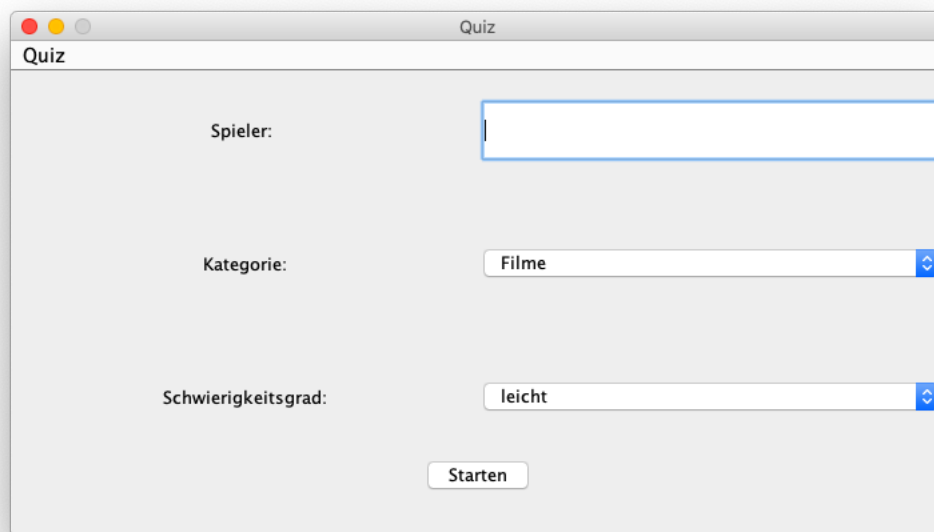 Quiz
Quiz
Spieler:
Kategorie: Filme
Schwierigkeitsgrad: leicht
Starten